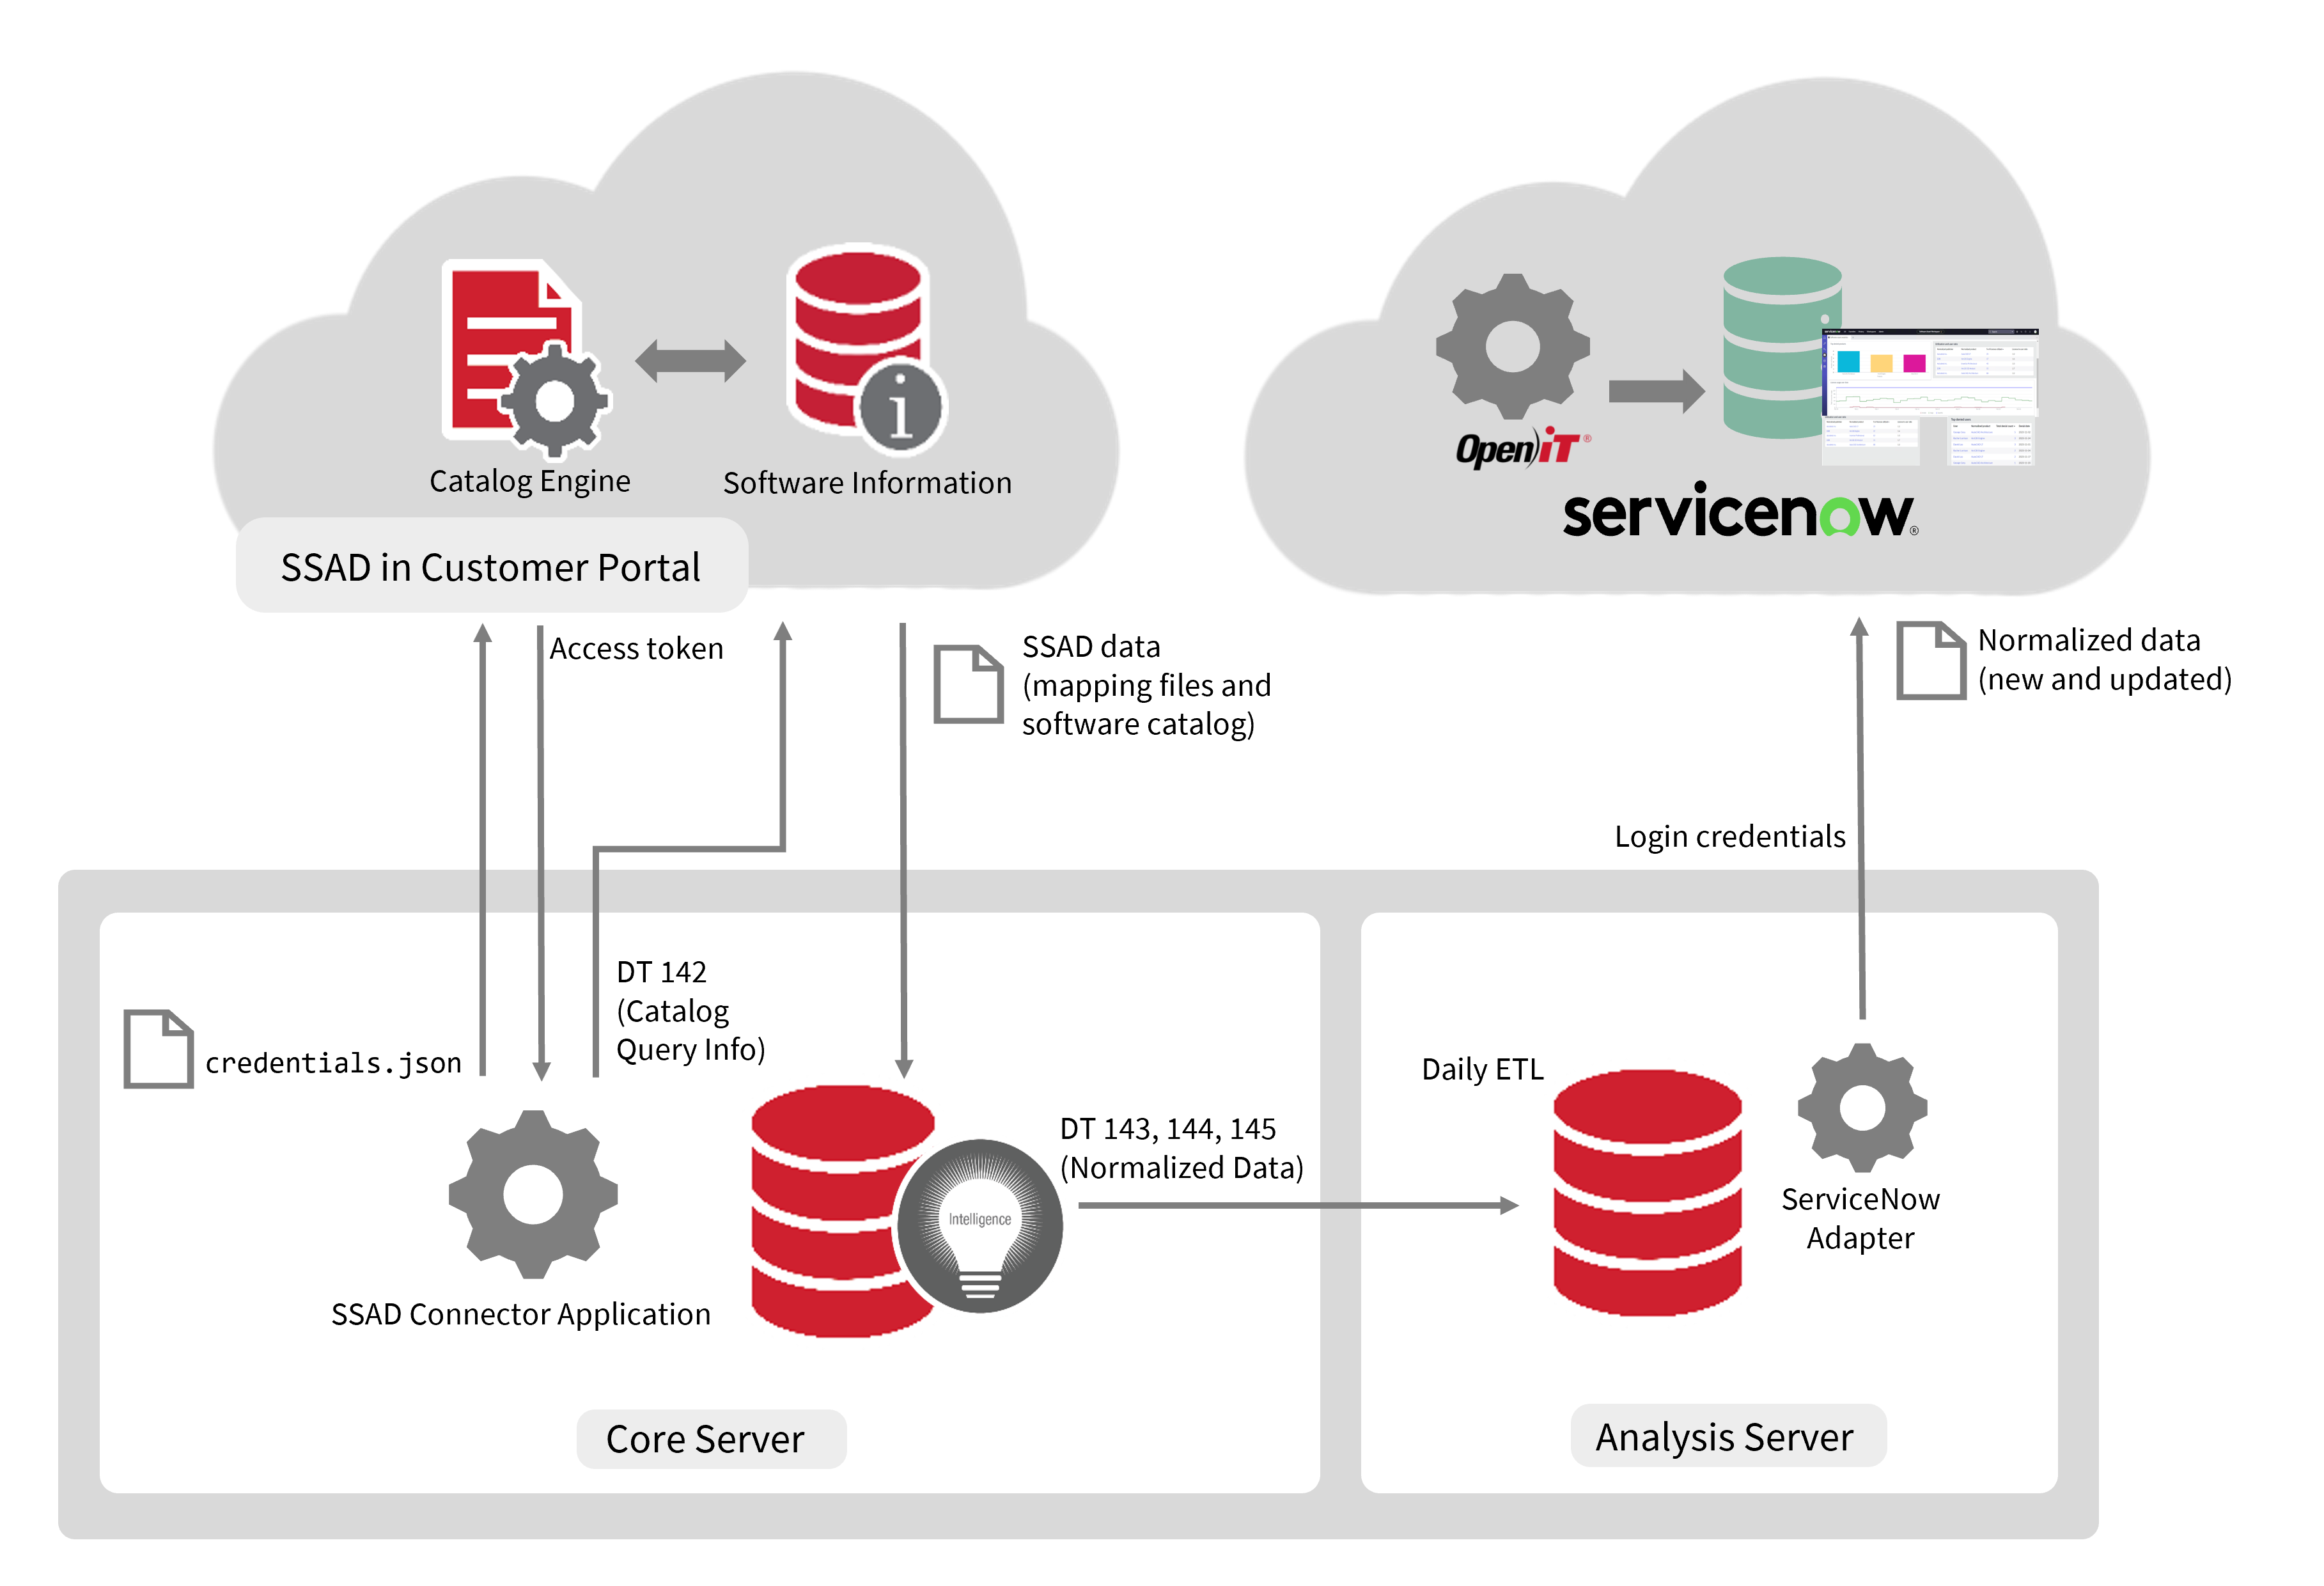 Catalog Engine
Software Information
SSAD in Customer Portal
OpeniT®
servicenow®
Access token
SSAD data
(mapping files and
software catalog)
Normalized data
(new and updated)
Login credentials
DT 142
(Catalog
Query Info)
credentials.json
SSAD Connector Application
Intelligence
DT 143, 144, 145
(Normalized Data)
Daily ETL
ServiceNow
Adapter
Core Server
Analysis Server